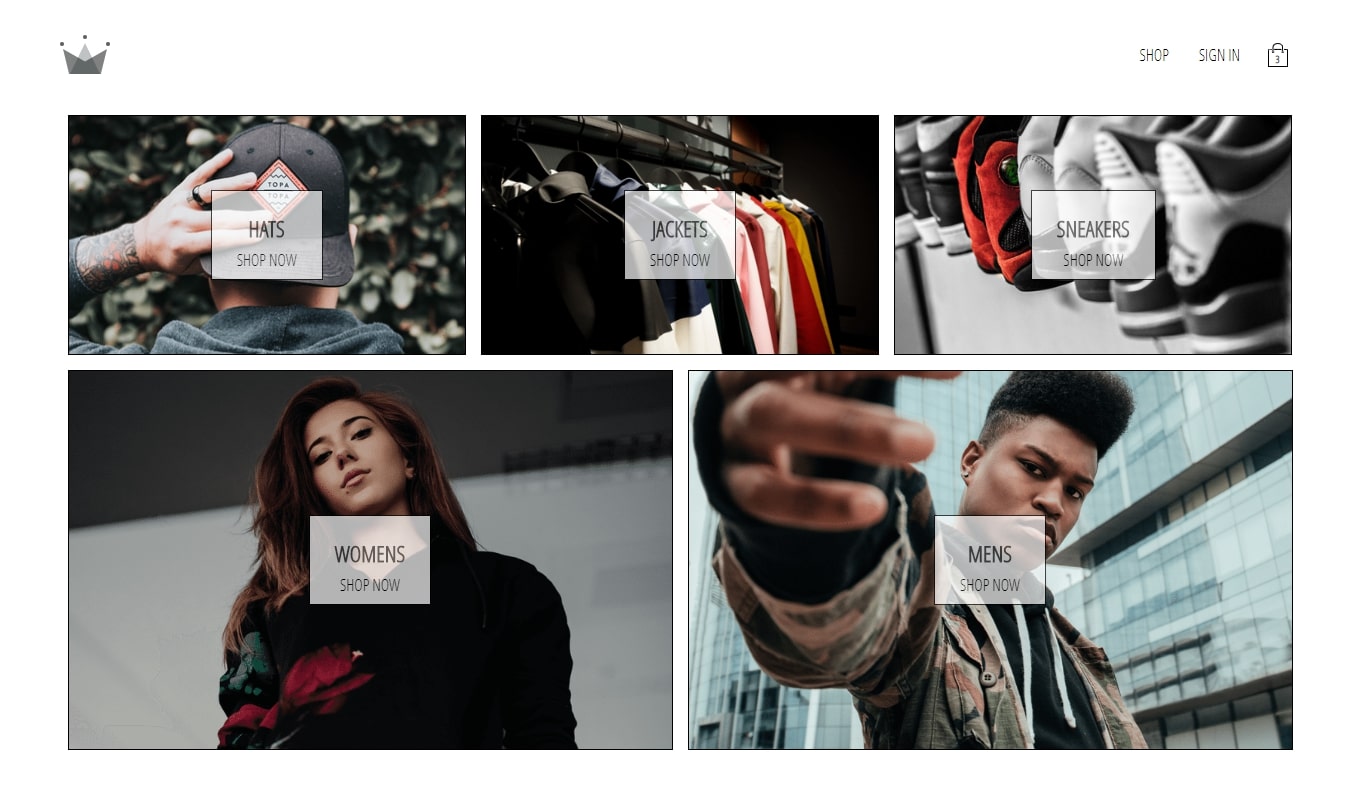 SHOP
SIGN IN
3
TOPA
TOPA
HATS
SHOP NOW
JACKETS
SHOP NOW
SNEAKERS
SHOP NOW
WOMENS
SHOP NOW
MENS
SHOP NOW